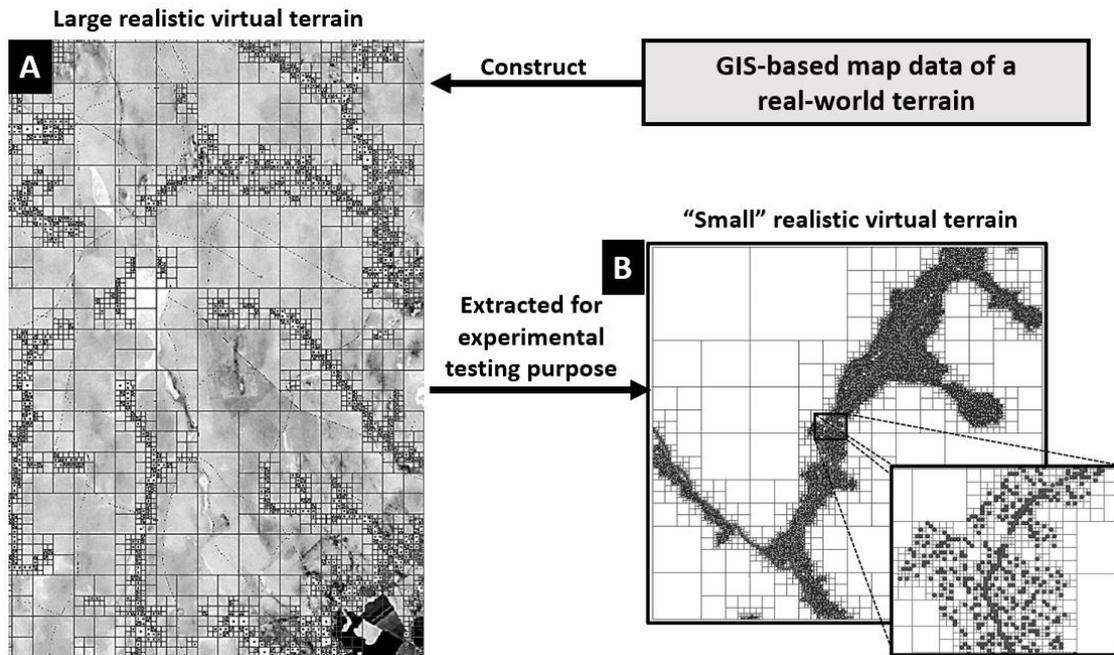 Large realistic virtual terrain
A
Construct
GIS-based map data of a
real-world terrain
“Small” realistic virtual terrain
B
Extracted for
experimental
testing purpose